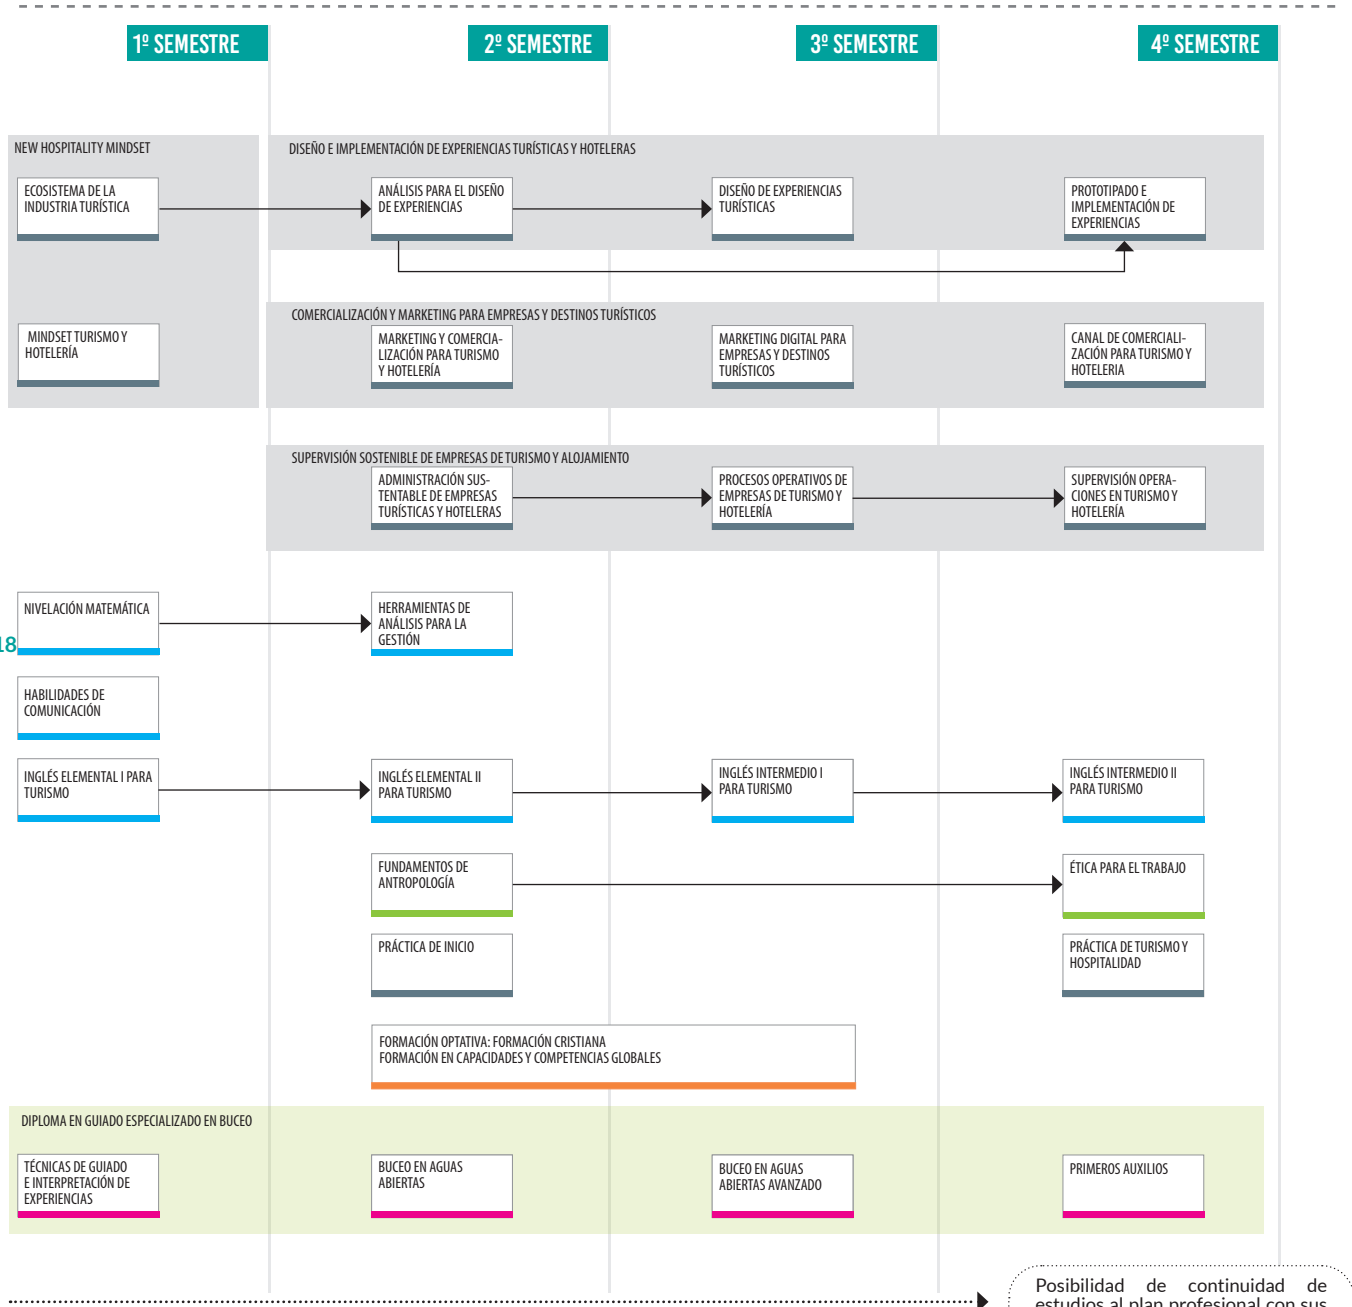 1º SEMESTRE
2º SEMESTRE
3º SEMESTRE
4º SEMESTRE
NEW HOSPITALITY MINDSET
DISEÑO E IMPLEMENTACIÓN DE EXPERIENCIAS TURÍSTICAS Y HOTELERAS
ECOSISTEMA DE LA
INDUSTRIA TURÍSTICA
ANÁLISIS PARA EL DISEÑO
DE EXPERIENCIAS
DISEÑO DE EXPERIENCIAS
TURÍSTICAS
PROTOTIPADO E
IMPLEMENTACIÓN DE
EXPERIENCIAS
COMERCIALIZACIÓN Y MARKETING PARA EMPRESAS Y DESTINOS TURÍSTICOS
MINDSET TURISMO Y
HOTELERÍA
MARKETING Y COMERCIA-
LIZACIÓN PARA TURISMO
Y HOTELERÍA
MARKETING DIGITAL PARA
EMPRESAS Y DESTINOS
TURÍSTICOS
CANAL DE COMERCIALI-
ZACIÓN PARA TURISMO Y
HOTELERIA
SUPERVISIÓN SOSTENIBLE DE EMPRESAS DE TURISMO Y ALOJAMIENTO
ADMINISTRACIÓN SUS-
TENTABLE DE EMPRESAS
TURÍSTICAS Y HOTELERAS
PROCESOS OPERATIVOS DE
EMPRESAS DE TURISMO Y
HOTELERÍA
SUPERVISIÓN OPERA-
CIONES EN TURISMO Y
HOTELERÍA
NIVELACIÓN MATEMÁTICA
HERRAMIENTAS DE
ANÁLISIS PARA LA
GESTIÓN
18
HABILIDADES DE
COMUNICACIÓN
INGLÉS ELEMENTAL I PARA
TURISMO
INGLÉS ELEMENTAL II
PARA TURISMO
INGLÉS INTERMEDIO I
PARA TURISMO
INGLÉS INTERMEDIO II
PARA TURISMO
FUNDAMENTOS DE
ANTROPOLOGÍA
ÉTICA PARA EL TRABAJO
PRÁCTICA DE INICIO
PRÁCTICA DE TURISMO Y
HOSPITALIDAD
FORMACIÓN OPTATIVA: FORMACIÓN CRISTIANA
FORMACIÓN EN CAPACIDADES Y COMPETENCIAS GLOBALES
DIPLOMA EN GUIADO ESPECIALIZADO EN BUCEO
TÉCNICAS DE GUIADO
E INTERPRETACIÓN DE
EXPERIENCIAS
BUCEO EN AGUAS
ABIERTAS
BUCEO EN AGUAS
ABIERTAS AVANZADO
PRIMEROS AUXILIOS
Posibilidad de continuidad de
estudios al plan profesional con sus